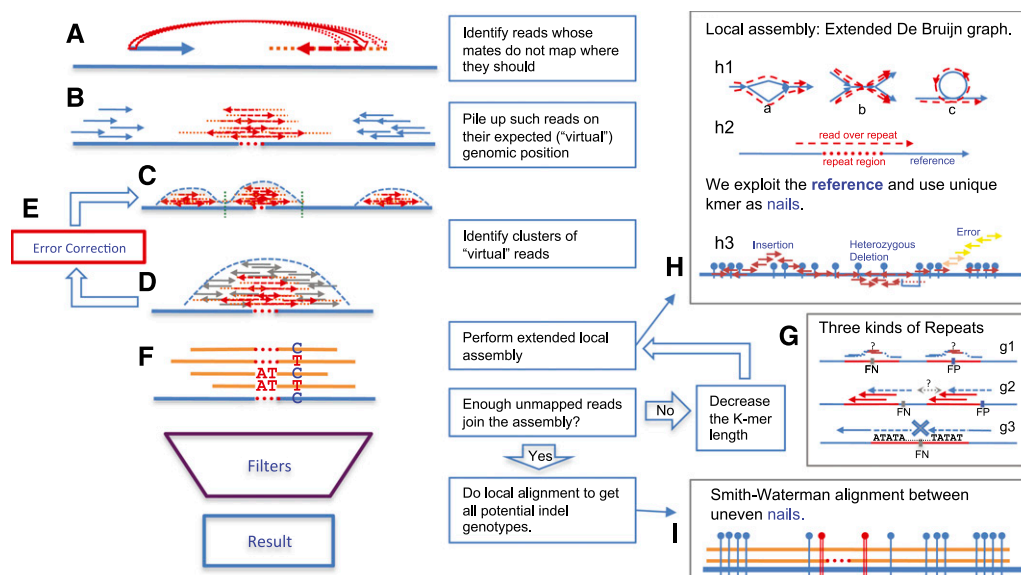 A
Identify reads whose
mates do not map where
they should
B
Pile up such reads on
their expected ("virtual")
genomic position
C
E
Error Correction
Identify clusters of
"virtual" reads
D
F
C
T
AT C
AT T
C
Filters
Result
Perform extended local
assembly
Enough unmapped reads
join the assembly?
No
Decrease
the K-mer
length
Yes
Do local alignment to get
all potential indel
genotypes.
Local assembly: Extended De Bruijn graph.
h1
a
b
c
h2
read over repeat
repeat region
reference
We exploit the reference and use unique
kmer as nails.
h3
Insertion
Heterozygous
Deletion
Error
H
G
Three kinds of Repeats
g1
?
?
FN
FP
g2
?
FN
FP
g3
ATATA
TATAT
FN
I
Smith-Waterman alignment between
uneven nails.